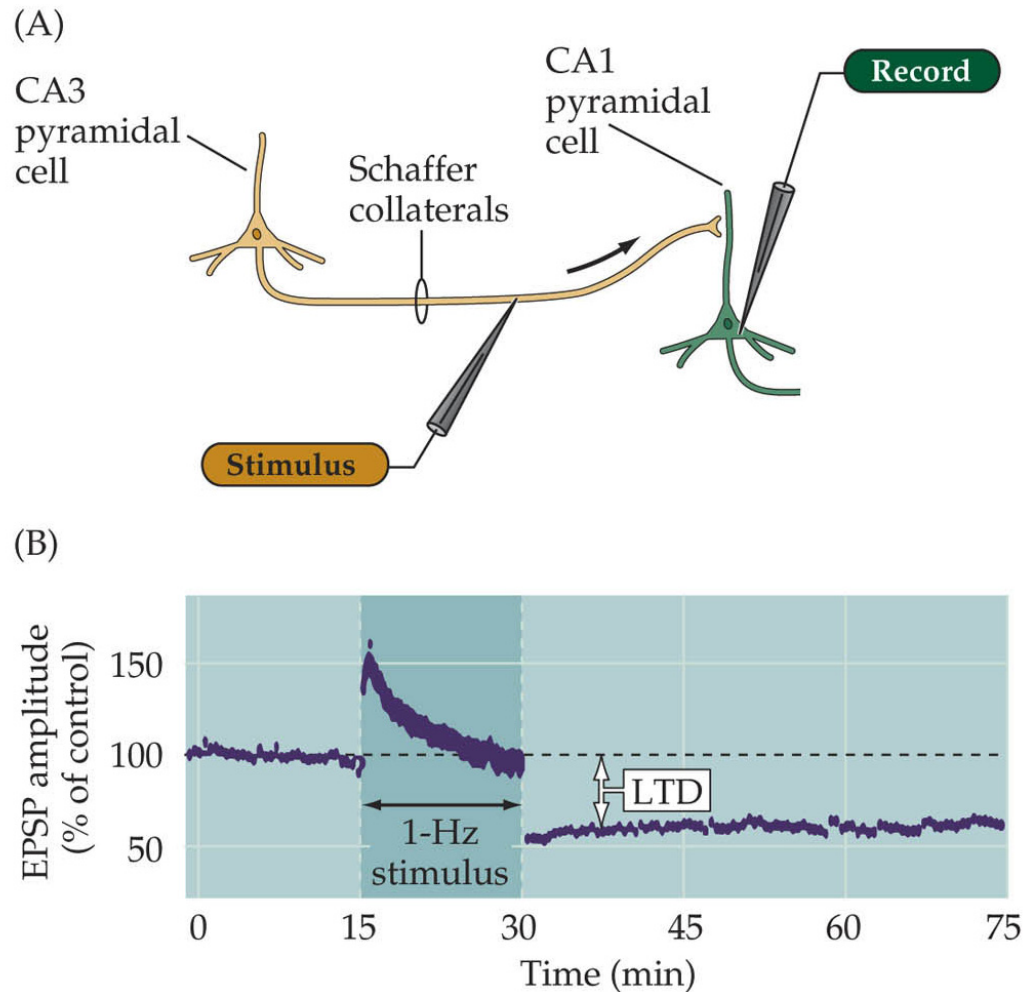 (A)
CA3
pyramidal
cell
Schaffer
collaterals
CA1
pyramidal
cell
Record
Stimulus
(B)
EPSP amplitude
(% of control)
150
100
50
LTD
1-Hz
stimulus
0 15 30 45 60 75
Time (min)